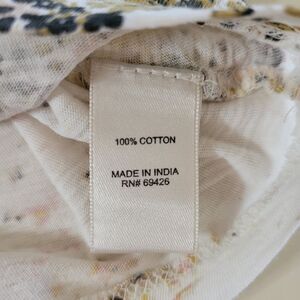 100% COTTON
MADE IN INDIA
RN# 69426